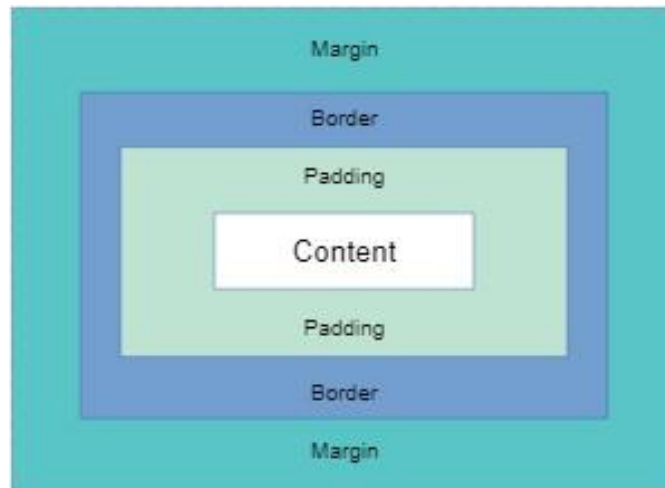 Margin
Border
Padding
Content
Padding
Border
Margin